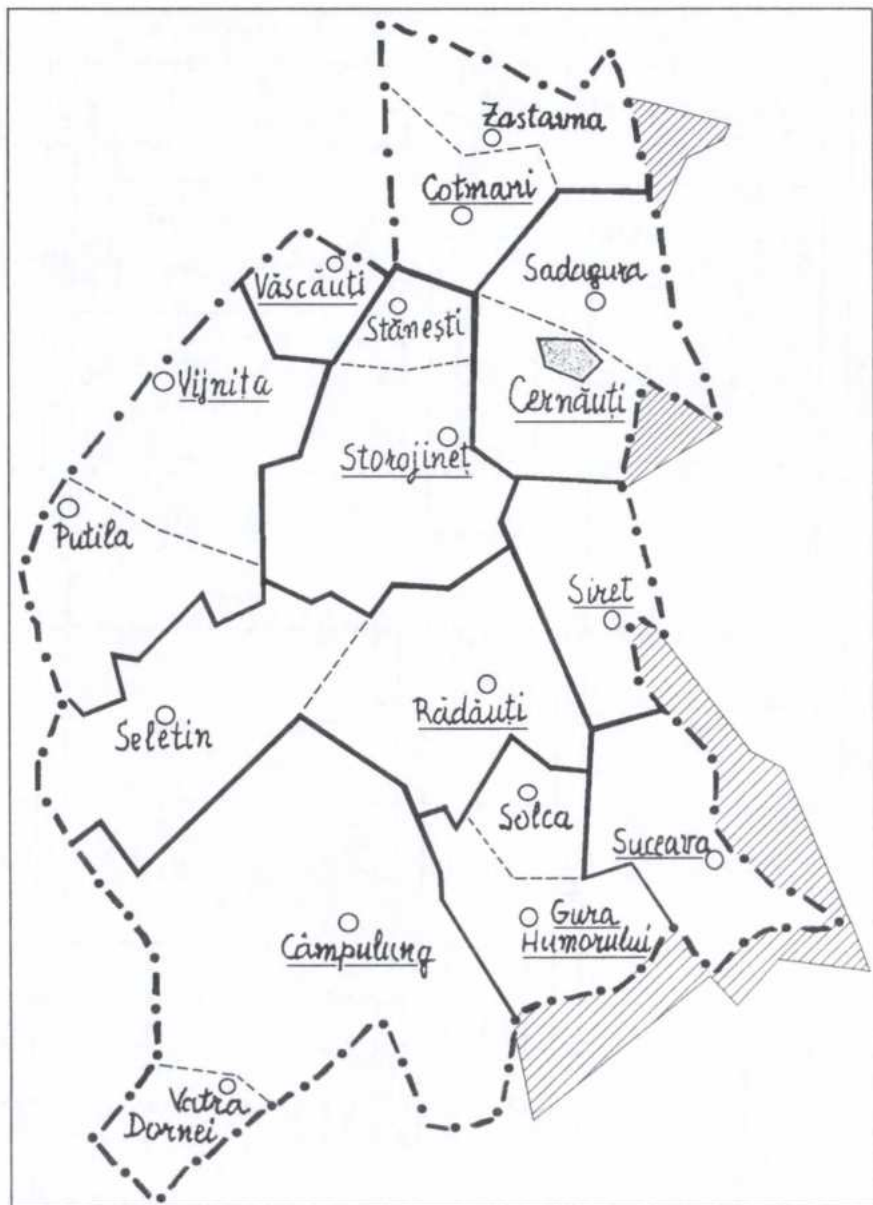 Zastavna
Cotmani
Sadagura
Văscăuți
Stănești
Vijnița
Cernăuți
Storojineț
Putila
Siret
Seletin
Rădăuți
Solca
Suceava
Gura
Humorului
Câmpulung
Vatra
Dornei